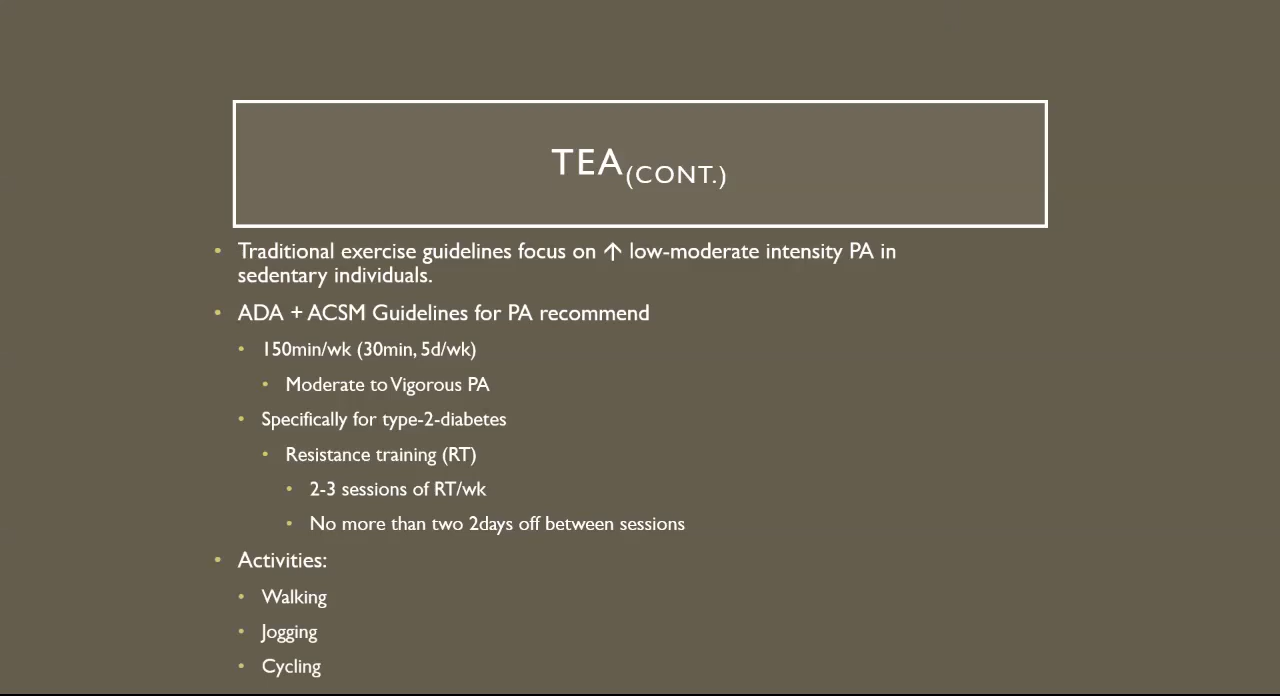 TEA(CONT.)
• Traditional exercise guidelines focus on ↑ low-moderate intensity PA in
sedentary individuals.
• ADA + ACSM Guidelines for PA recommend
• 150min/wk (30min, 5d/wk)
• Moderate to Vigorous PA
• Specifically for type-2-diabetes
• Resistance training (RT)
• 2-3 sessions of RT/wk
• No more than two 2days off between sessions
• Activities:
• Walking
• Jogging
• Cycling